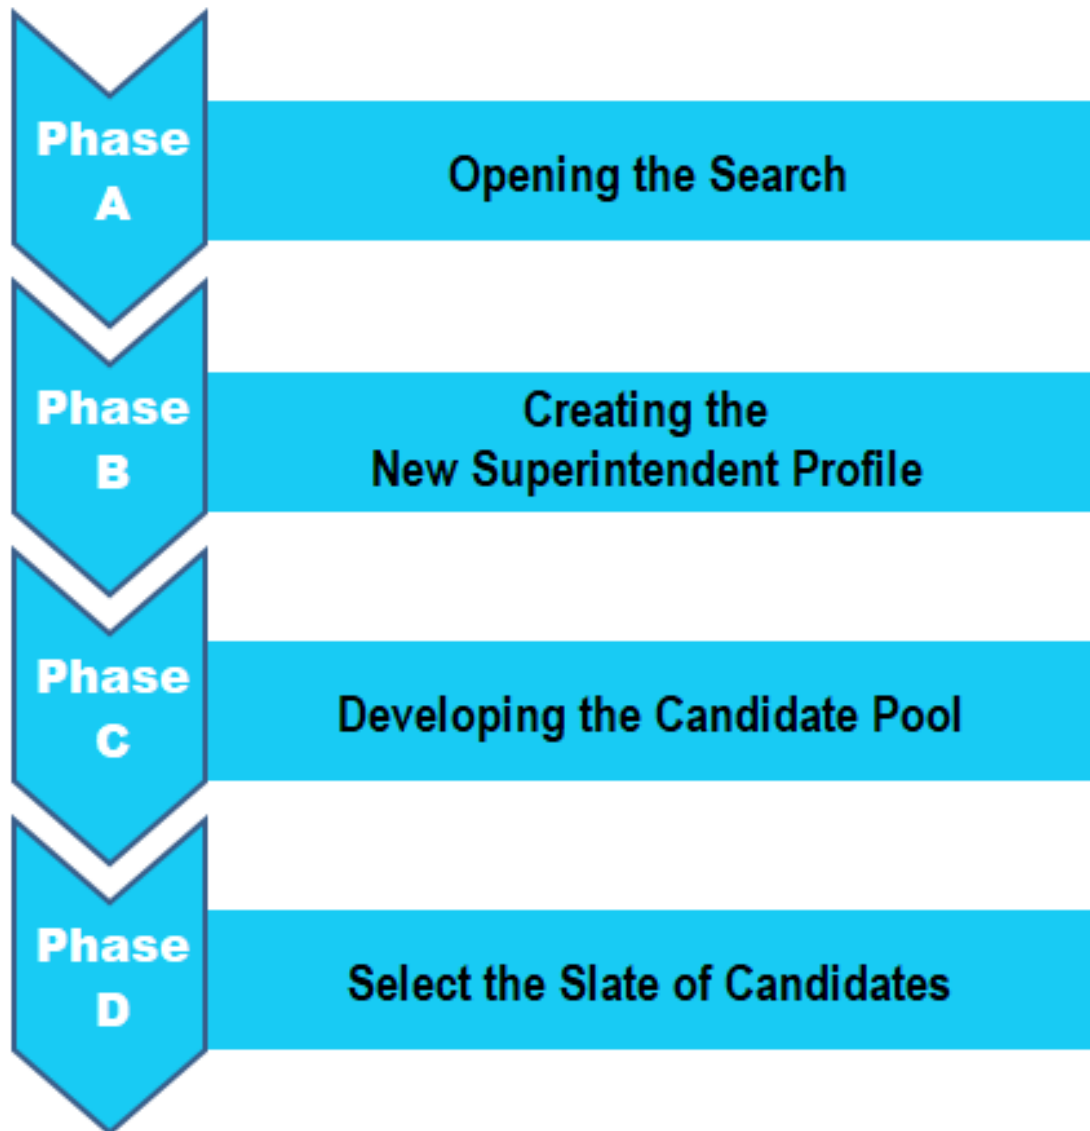 Phase
A
Opening the Search
Phase
B
Creating the
New Superintendent Profile
Phase
C
Developing the Candidate Pool
Phase
D
Select the Slate of Candidates